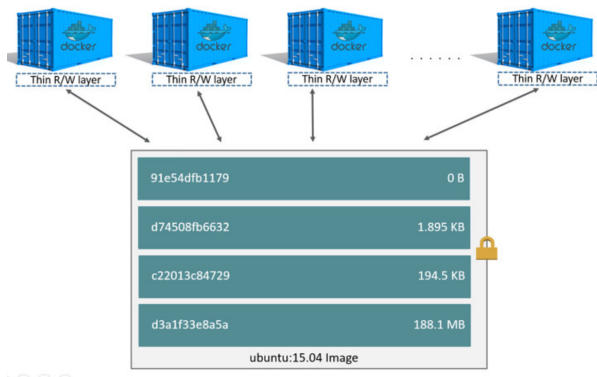 docker docker docker docker
Thin R/W layer Thin R/W layer Thin R/W layer . . . . . . Thin R/W layer
91e54dfb1179 0 B
d74508fb6632 1.895 KB
c22013c84729 194.5 KB
d3a1f33e8a5a 188.1 MB
ubuntu:15.04 Image